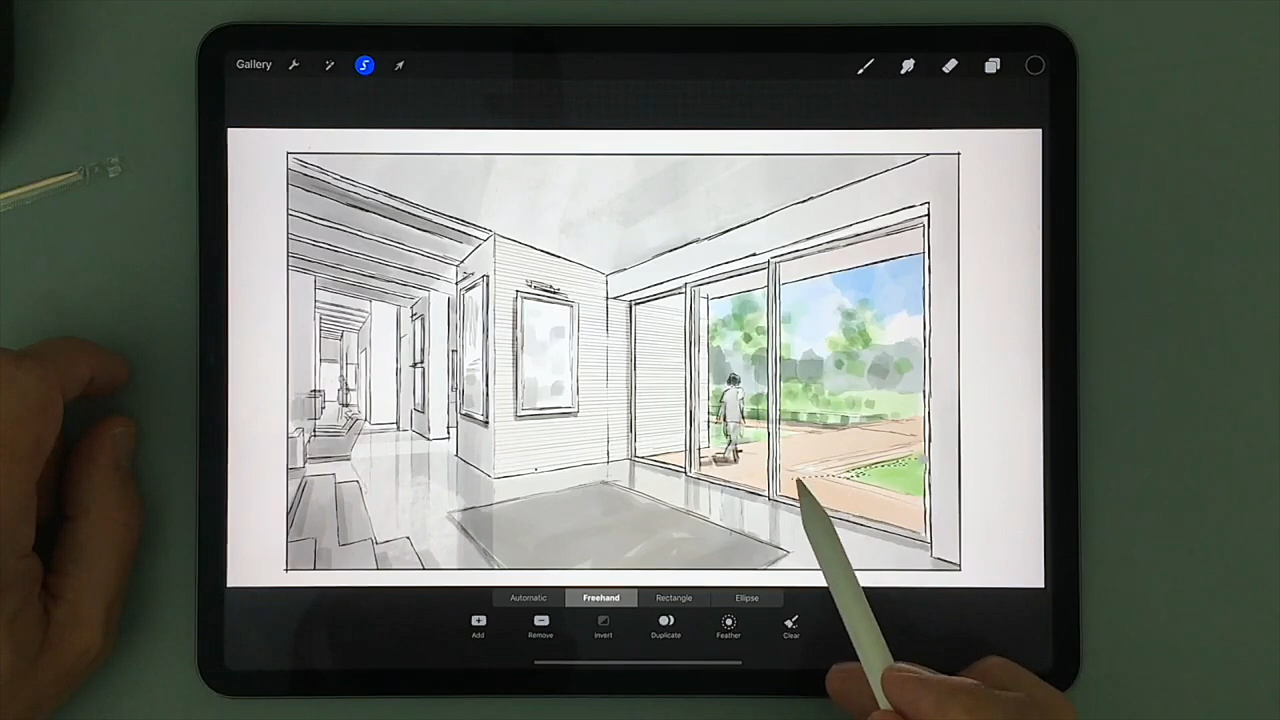 Gallery
Automatic Freehand Rectangle Ellipse
Add Remove Invert Duplicate Feather Clear